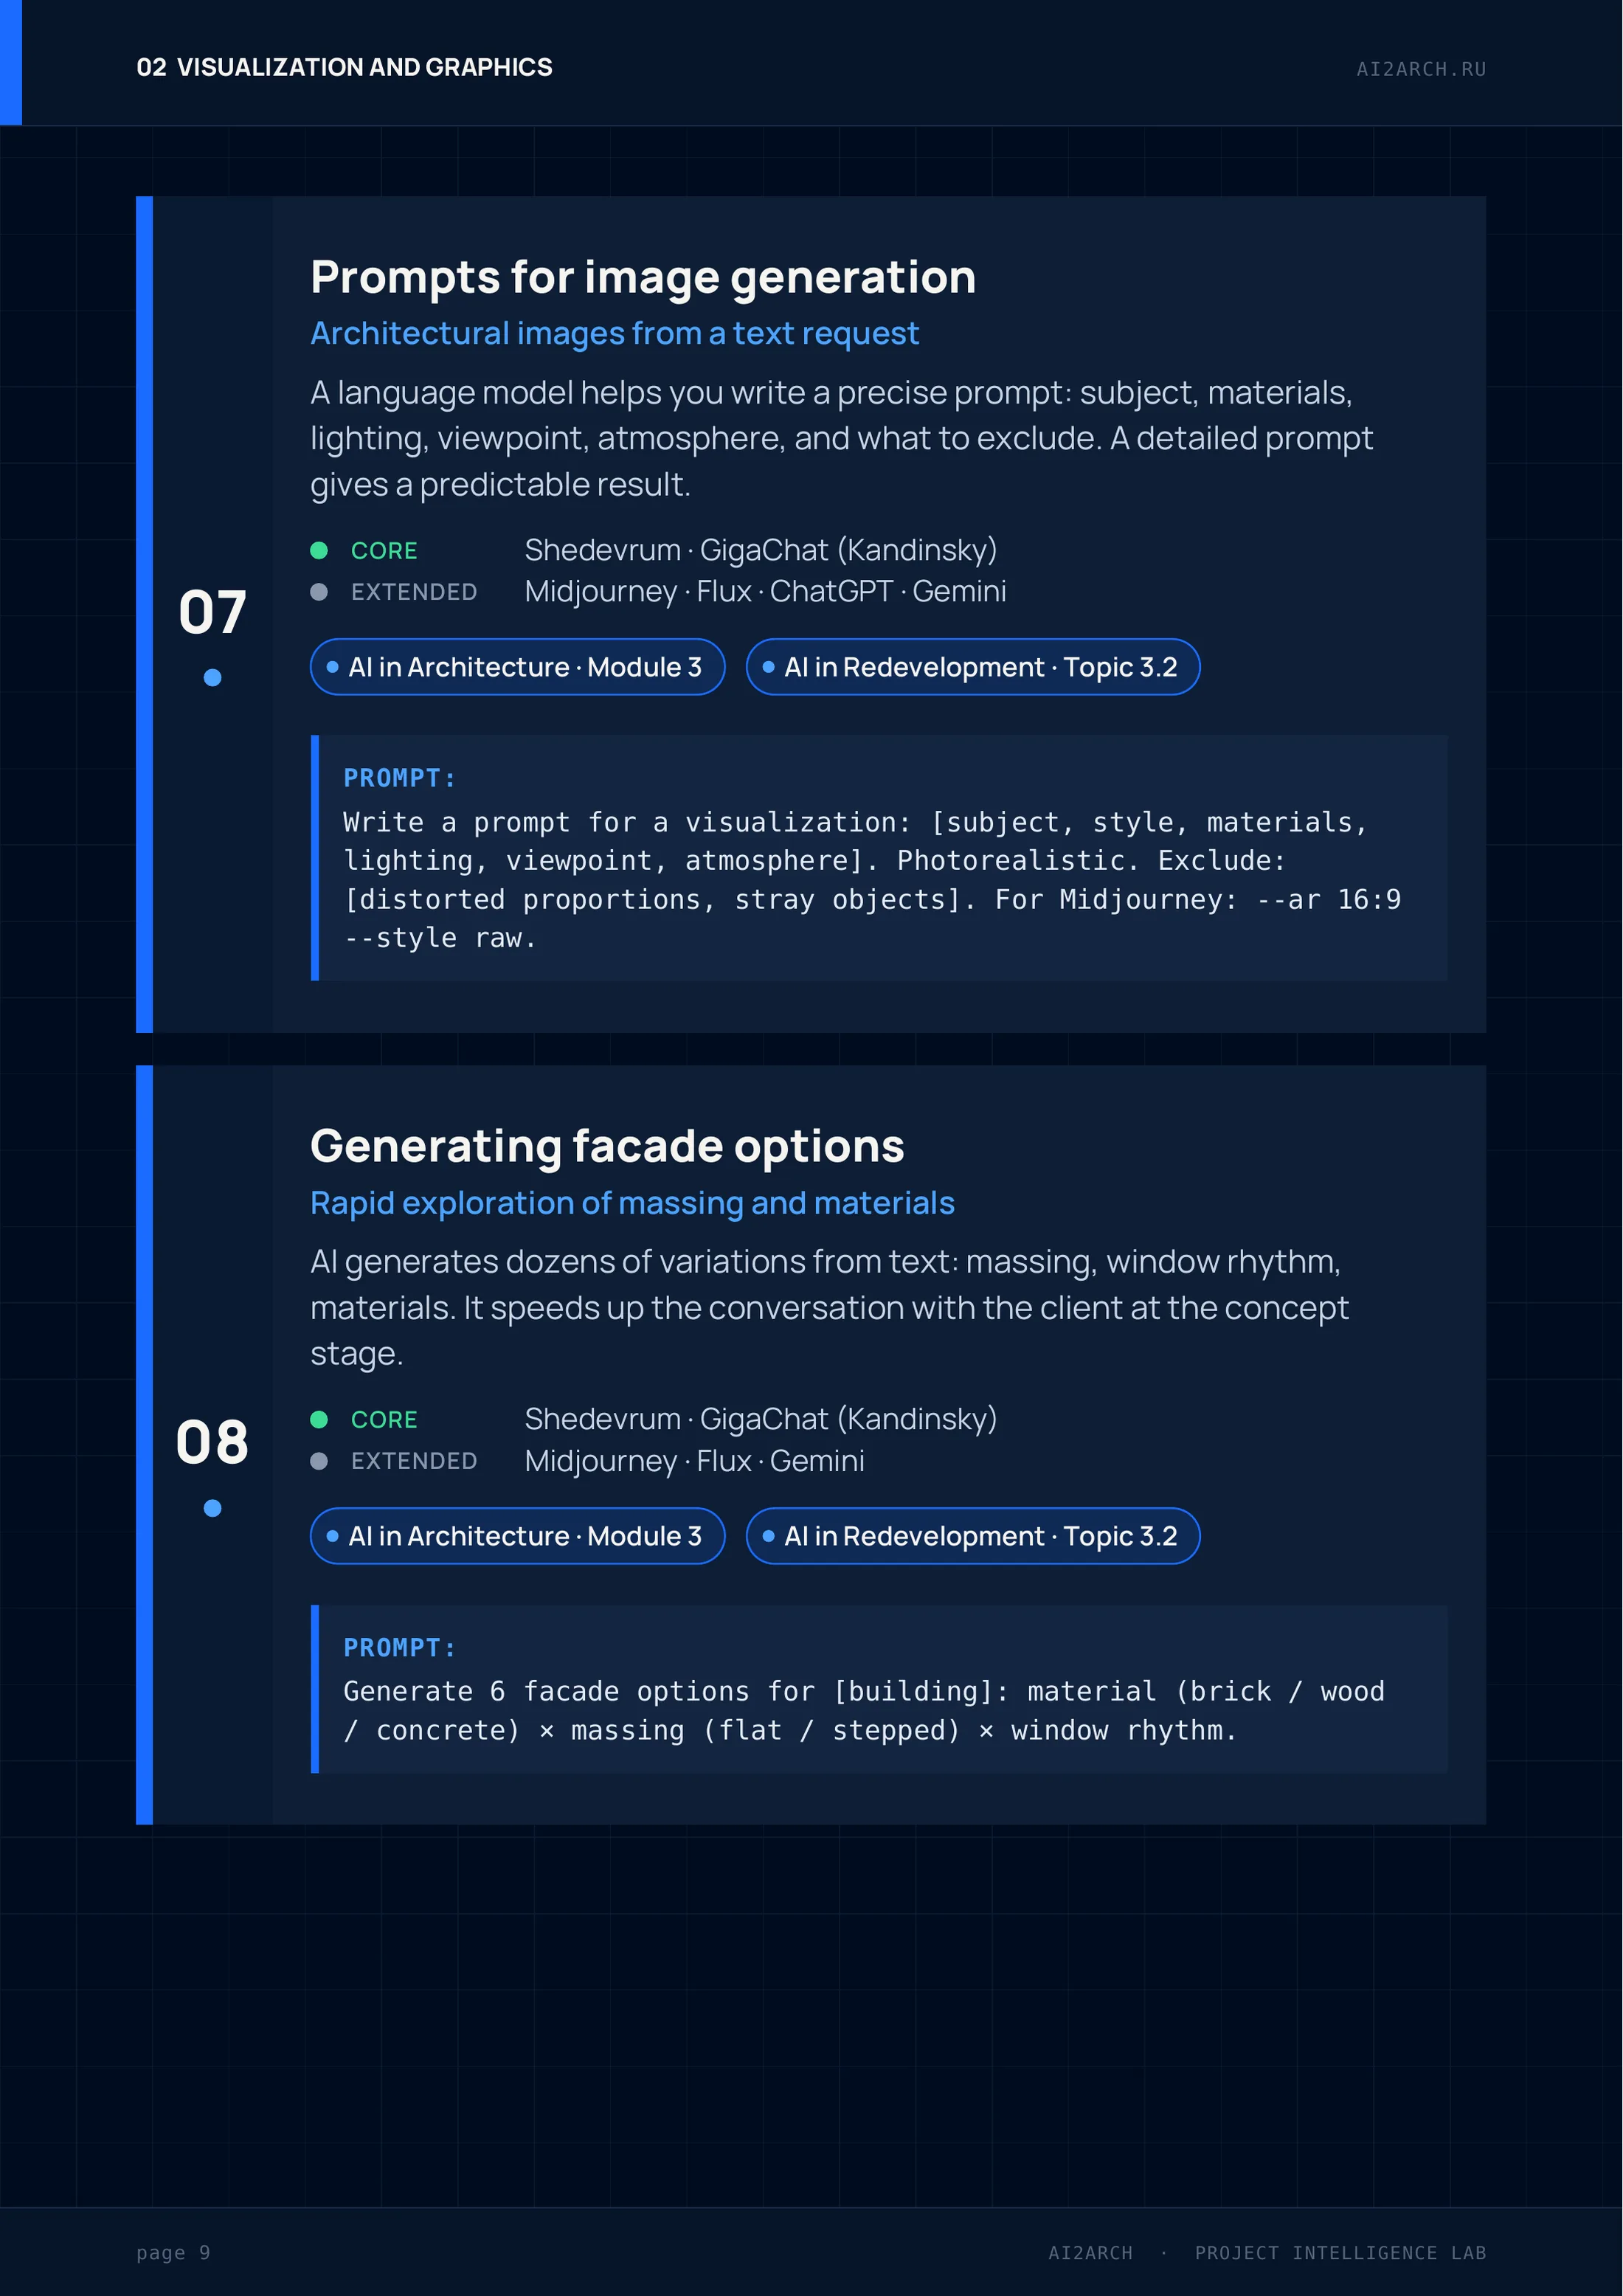 02 VISUALIZATION AND GRAPHICS
AI2ARCH.RU
07
Prompts for image generation
Architectural images from a text request
A language model helps you write a precise prompt: subject, materials,
lighting, viewpoint, atmosphere, and what to exclude. A detailed prompt
gives a predictable result.
CORE Shedevrum · GigaChat (Kandinsky)
EXTENDED Midjourney · Flux · ChatGPT · Gemini
AI in Architecture · Module 3 AI in Redevelopment · Topic 3.2
PROMPT:
Write a prompt for a visualization: [subject, style, materials,
lighting, viewpoint, atmosphere]. Photorealistic. Exclude:
[distorted proportions, stray objects]. For Midjourney: --ar 16:9
--style raw.
08
Generating facade options
Rapid exploration of massing and materials
AI generates dozens of variations from text: massing, window rhythm,
materials. It speeds up the conversation with the client at the concept
stage.
CORE Shedevrum · GigaChat (Kandinsky)
EXTENDED Midjourney · Flux · Gemini
AI in Architecture · Module 3 AI in Redevelopment · Topic 3.2
PROMPT:
Generate 6 facade options for [building]: material (brick / wood
/ concrete) × massing (flat / stepped) × window rhythm.
page 9
AI2ARCH · PROJECT INTELLIGENCE LAB